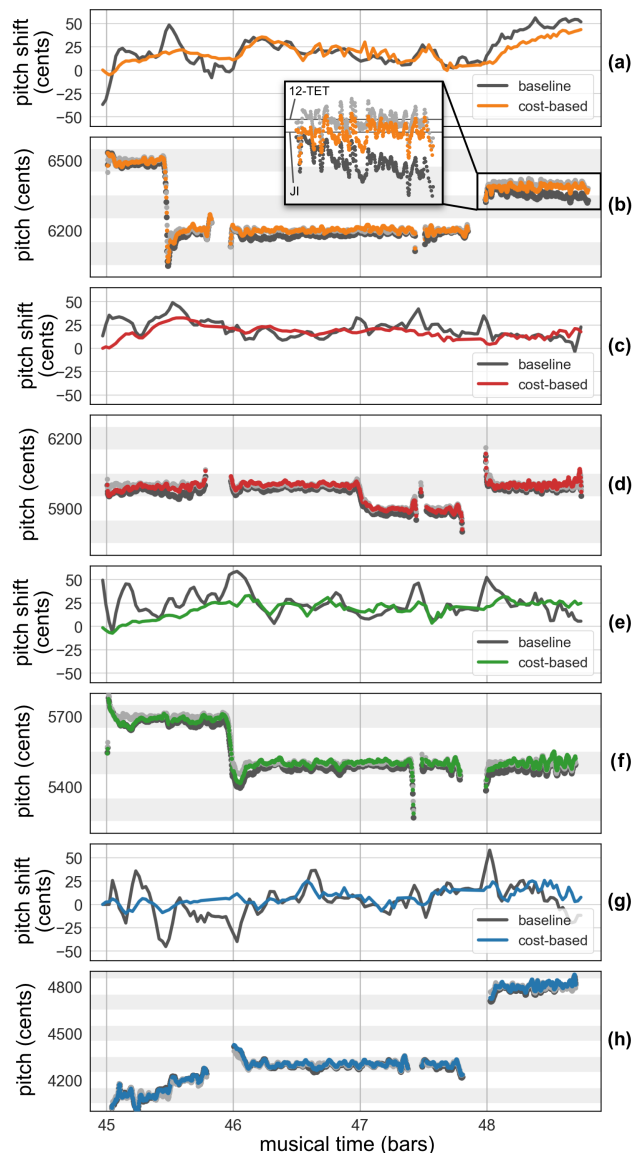 50
25
0
−25
−50
pitch shift
(cents)
baseline
cost-based
(a)
12-TET
JI
6500
6200
pitch (cents)
(b)
50
25
0
−25
−50
pitch shift
(cents)
baseline
cost-based
(c)
6200
5900
pitch (cents)
(d)
50
25
0
−25
−50
pitch shift
(cents)
baseline
cost-based
(e)
5700
5400
pitch (cents)
(f)
50
25
0
−25
−50
pitch shift
(cents)
baseline
cost-based
(g)
4800
4500
4200
pitch (cents)
(h)
45 46 47 48
musical time (bars)